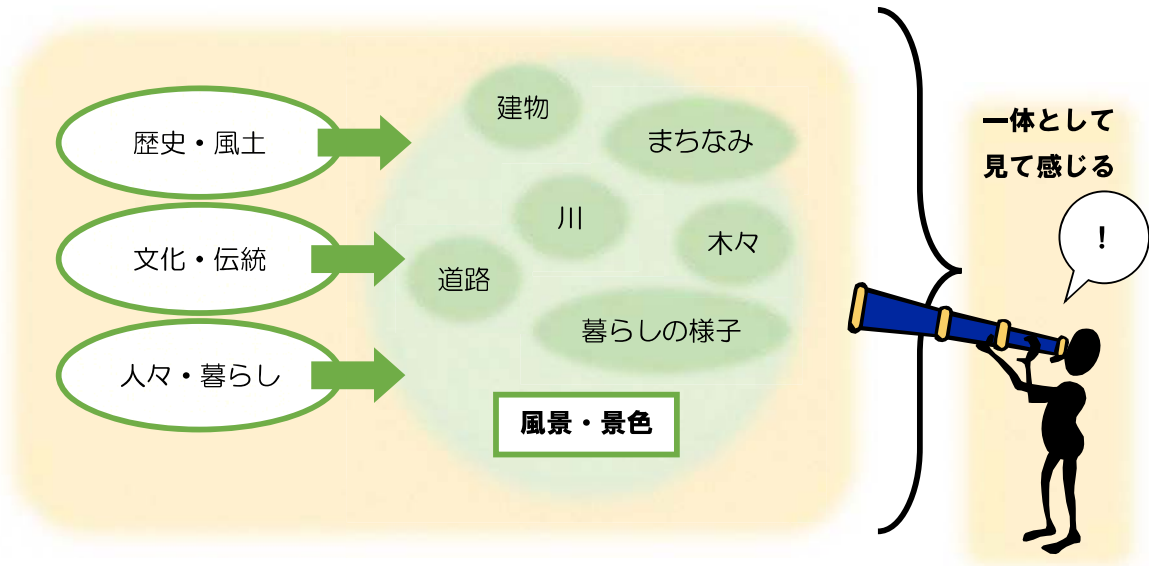 歴史・風土
文化・伝統
人々・暮らし
建物
まちなみ
川
木々
道路
暮らしの様子
風景・景色
一体として
見て感じる
!